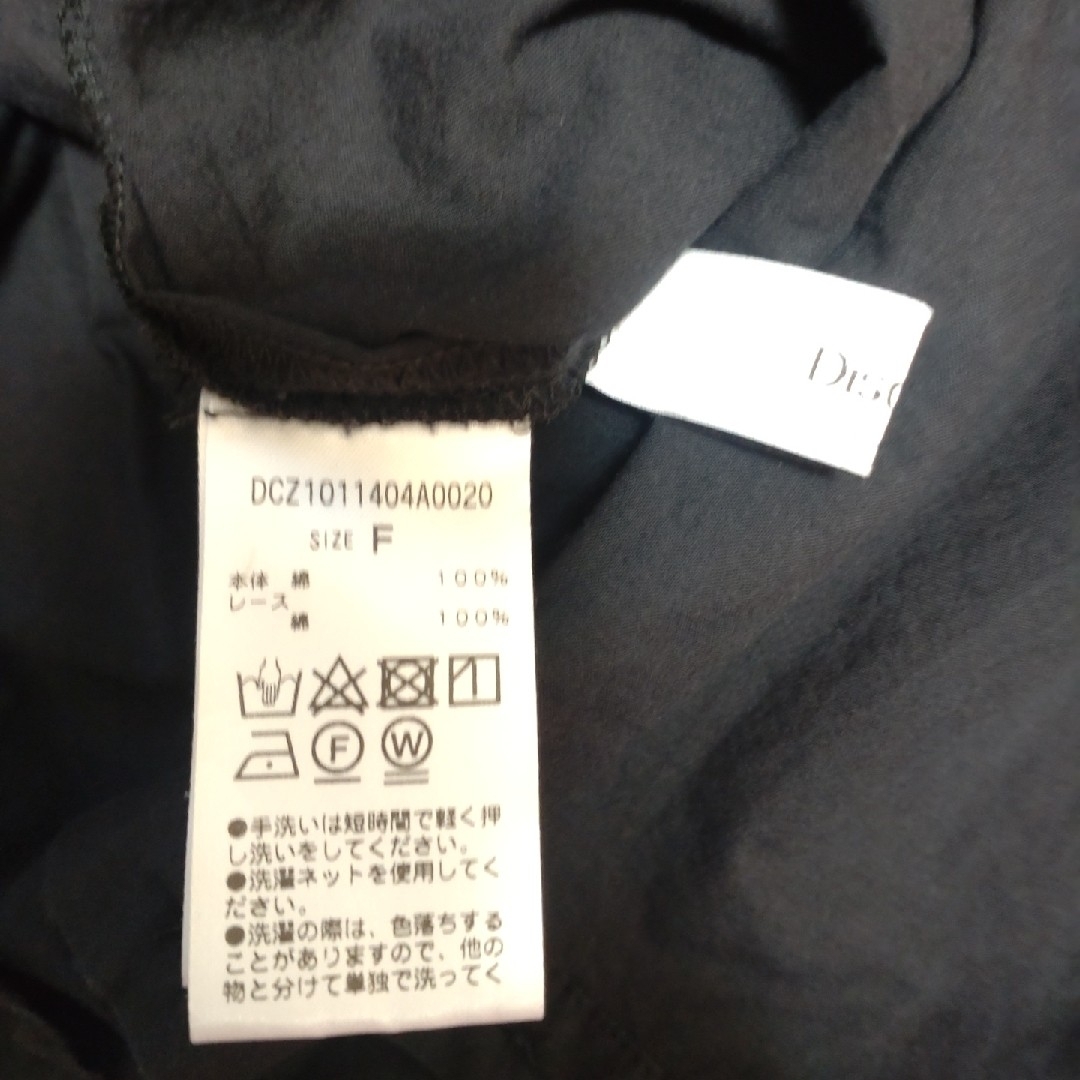 DISC
DCZ1011404A0020
SIZE F
本体 綿 100%
レース
綿 100%
F W
●手洗いは短時間で軽く押
し洗いをしてください。
●洗濯ネットを使用してく
ださい。
●洗濯の際は、色落ちする
ことがありますので、他の
物と分けて単独で洗ってく